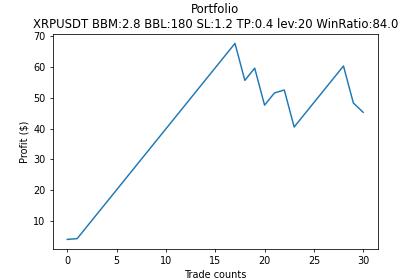 Portfolio
XRPUSDT BBM:2.8 BBL:180 SL:1.2 TP:0.4 lev:20 WinRatio:84.0
70
60
50
40
30
20
10
Profit ($)
0 5 10 15 20 25 30
Trade counts